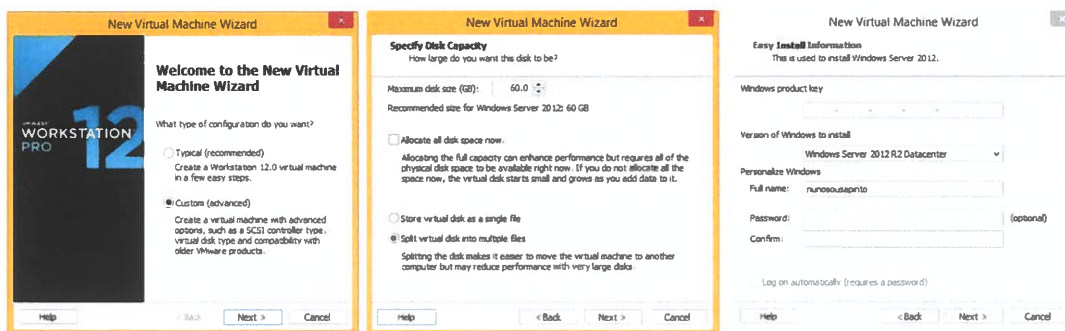 New Virtual Machine Wizard
vmware
WORKSTATION
PRO
12
Welcome to the New Virtual
Machine Wizard
What type of configuration do you want?
Typical (recommended)
Create a Workstation 12.0 virtual machine
in a few easy steps.
Custom (advanced)
Create a virtual machine with advanced
options, such as a SCSI controller type,
virtual disk type and compatibility with
older VMware products.
Help
< Back
Next >
Cancel
New Virtual Machine Wizard
Specify Disk Capacity
How large do you want this disk to be?
Maximum disk size (GB): 60.0
Recommended size for Windows Server 2012: 60 GB
Allocate all disk space now.
Allocating the full capacity can enhance performance but requires all of the
physical disk space to be available right now. If you do not allocate all the
space now, the virtual disk starts small and grows as you add data to it.
Store virtual disk as a single file
Split virtual disk into multiple files
Splitting the disk makes it easier to move the virtual machine to another
computer but may reduce performance with very large disks.
Help
< Back
Next >
Cancel
New Virtual Machine Wizard
Easy Install Information
This is used to install Windows Server 2012.
Windows product key
- - - -
Version of Windows to install
Windows Server 2012 R2 Datacenter
Personalize Windows
Full name: nunosousapinto
Password: (optional)
Confirm:
Log on automatically (requires a password)
Help
< Back
Next >
Cancel